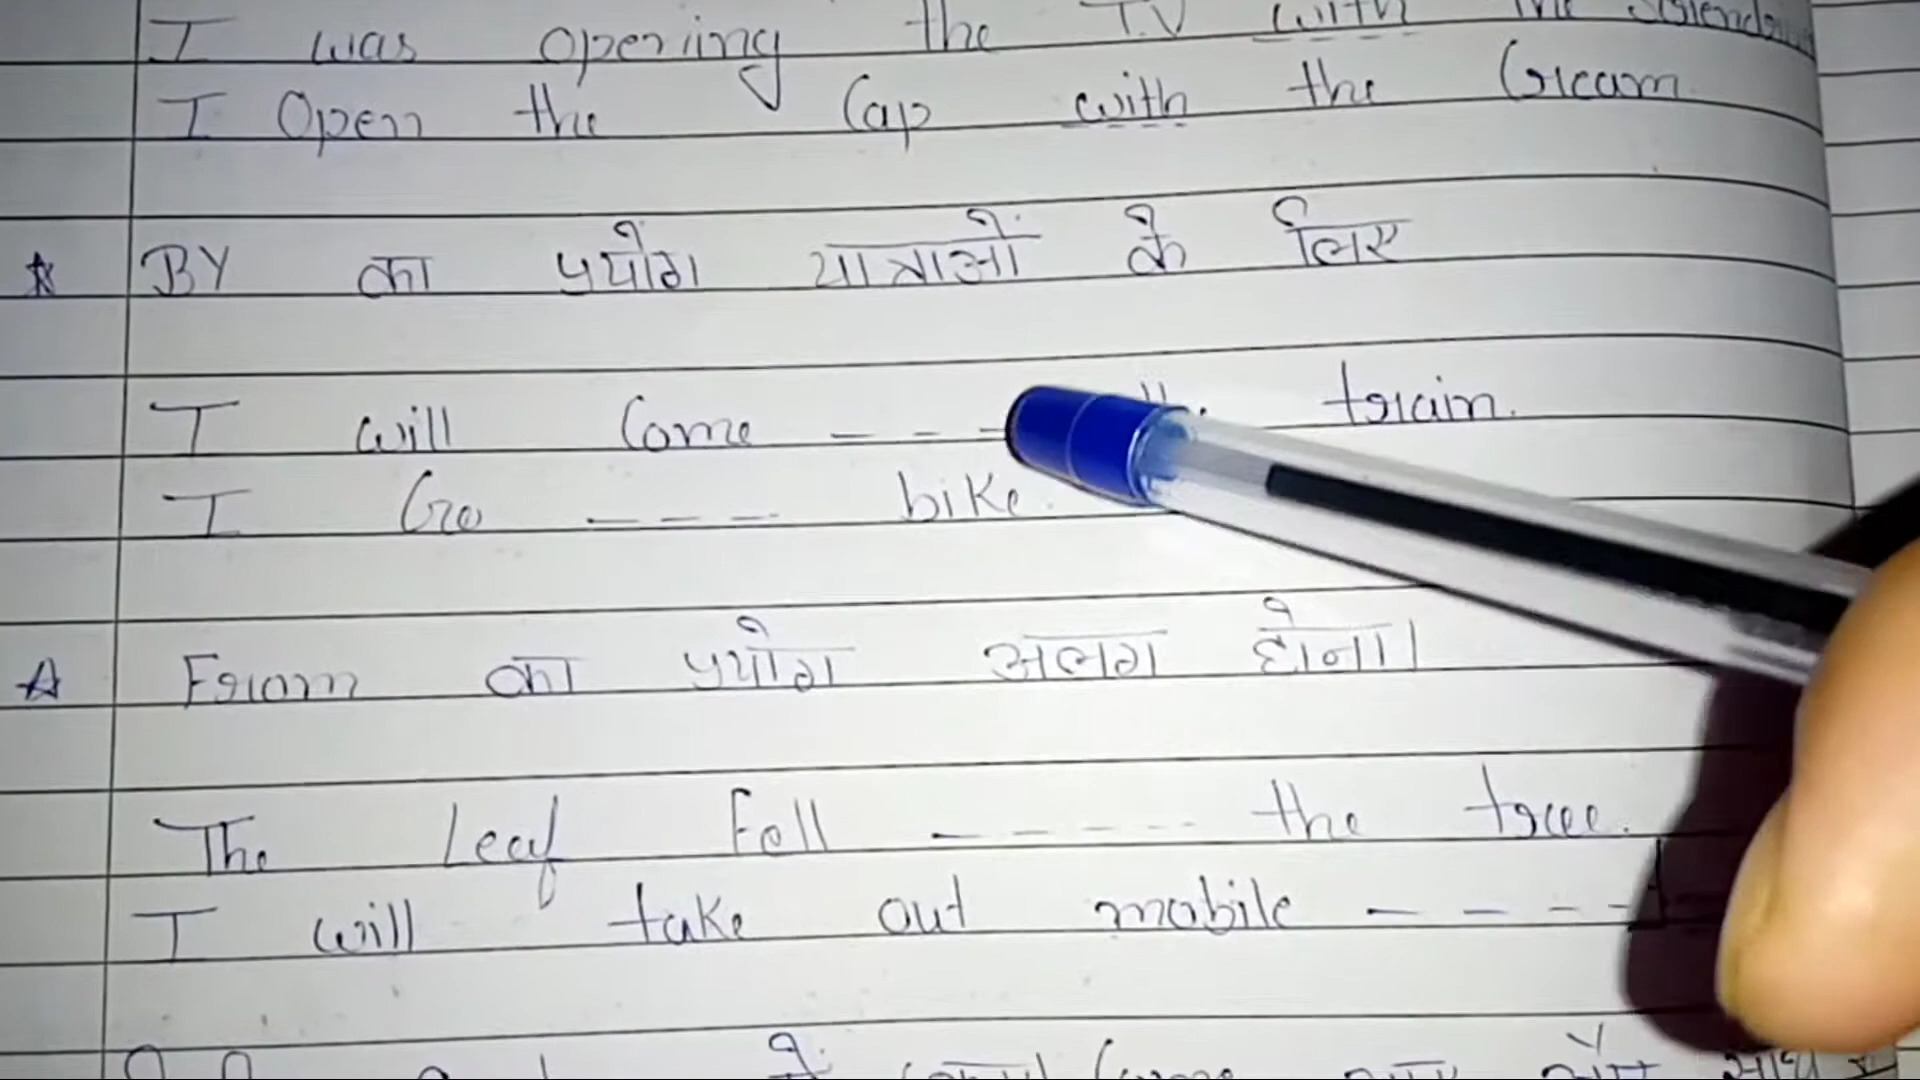 I was opening the T.V with the
I open the Cap with the Cream
BY का प्रयोग यात्राओं के लिए
I will Come --- train.
I Go --- bike.
From का प्रयोग अलग होना।
The Leaf Fell ----- the tree.
I will take out mobile ----